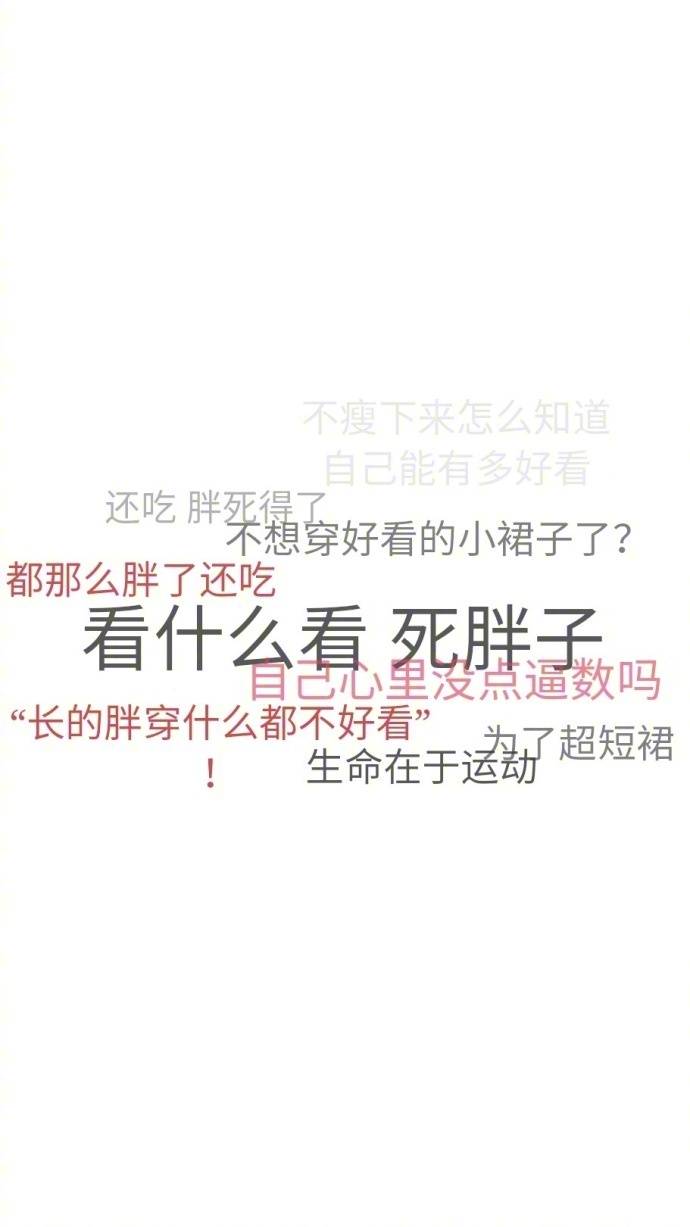 不瘦下来怎么知道
自己能有多好看
还吃 胖死得了
不想穿好看的小裙子了？
都那么胖了还吃
看什么看 死胖子
自己心里没点逼数吗
“长的胖穿什么都不好看”
！
为了超短裙
生命在于运动